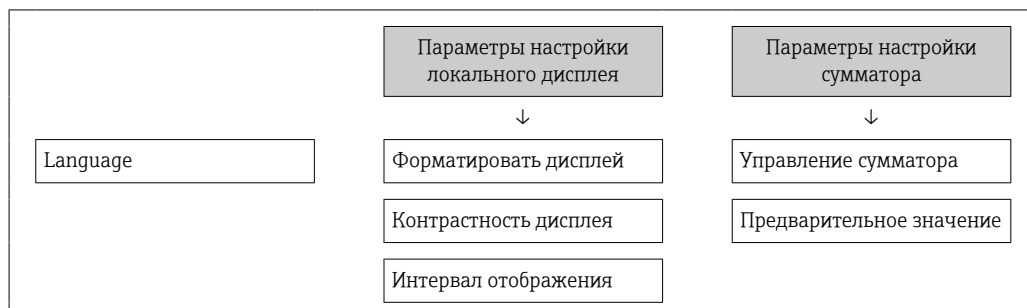 Параметры настройки
локального дисплея
Параметры настройки
сумматора
↓
↓
Language
Форматировать дисплей
Управление сумматора
Контрастность дисплея
Предварительное значение
Интервал отображения